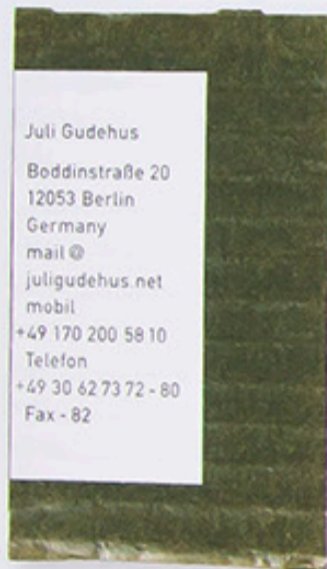 Juli Gudehus
Boddinstraße 20
12053 Berlin
Germany
mail @
juligudehus.net
mobil
+49 170 200 58 10
Telefon
+49 30 62 73 72 - 80
Fax - 82